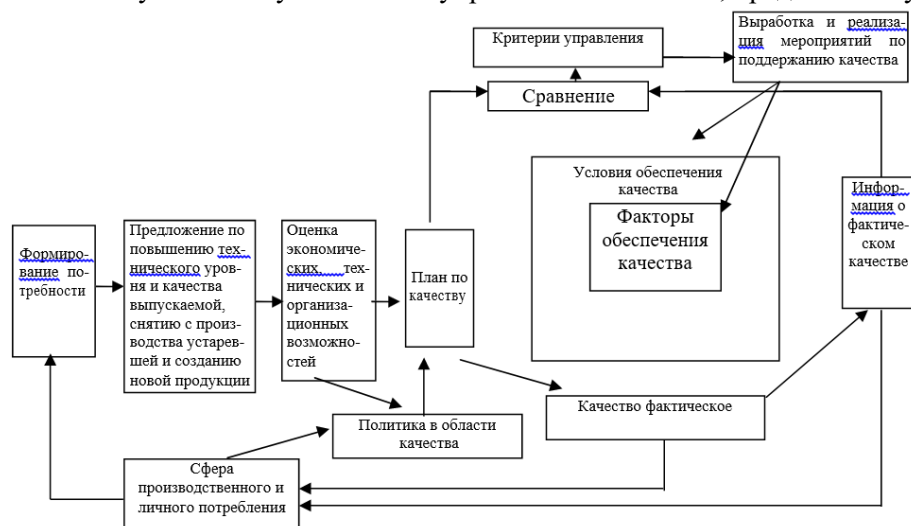 Критерии управления
Выработка и реализа-
ция мероприятий по
поддержанию качества
Сравнение
Условия обеспечения
качества
Факторы
обеспечения
качества
Инфор-
мация о
фактиче-
ском
качестве
Формиро-
вание по-
требности
Предложение по
повышению тех-
нического уров-
ня и качества
выпускаемой,
снятию с произ-
водства устарев-
шей и созданию
новой продукции
Оценка
экономиче-
ских, тех-
нических и
организа-
ционных
возможно-
стей
План по
качеству
Качество фактическое
Политика в области
качества
Сфера
производственного и
личного потребления